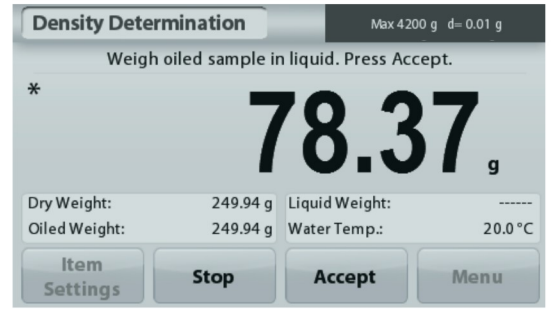 Density Determination
Max 4200 g d= 0.01 g
Weigh oiled sample in liquid. Press Accept.
*
78.37 g
Dry Weight: 249.94 g Liquid Weight: ------
Oiled Weight: 249.94 g Water Temp.: 20.0 °C
Item
Settings
Stop
Accept
Menu